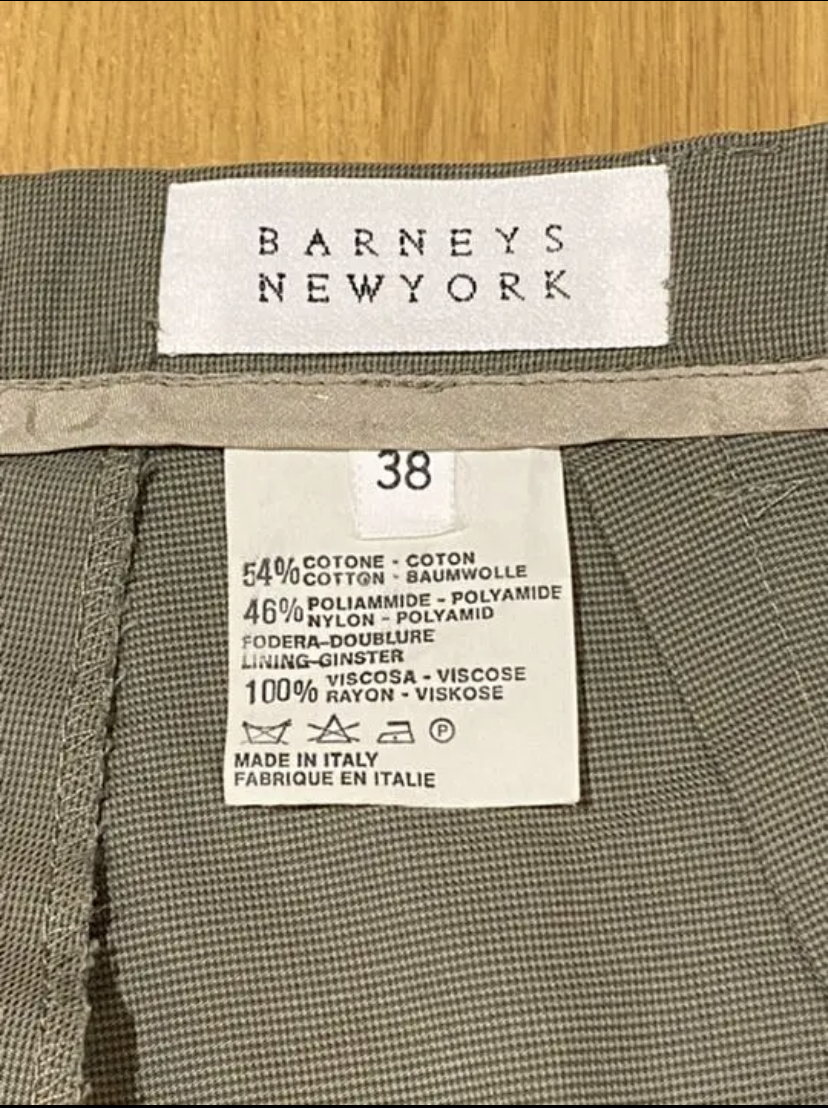 BARNEYS
NEWYORK
38
54% COTONE - COTON
COTTON - BAUMWOLLE
46% POLIAMMIDE - POLYAMIDE
NYLON - POLYAMID
FODERA-DOUBLURE
LINING-GINSTER
100% VISCOSA - VISCOSE
RAYON - VISKOSE
P
MADE IN ITALY
FABRIQUE EN ITALIE